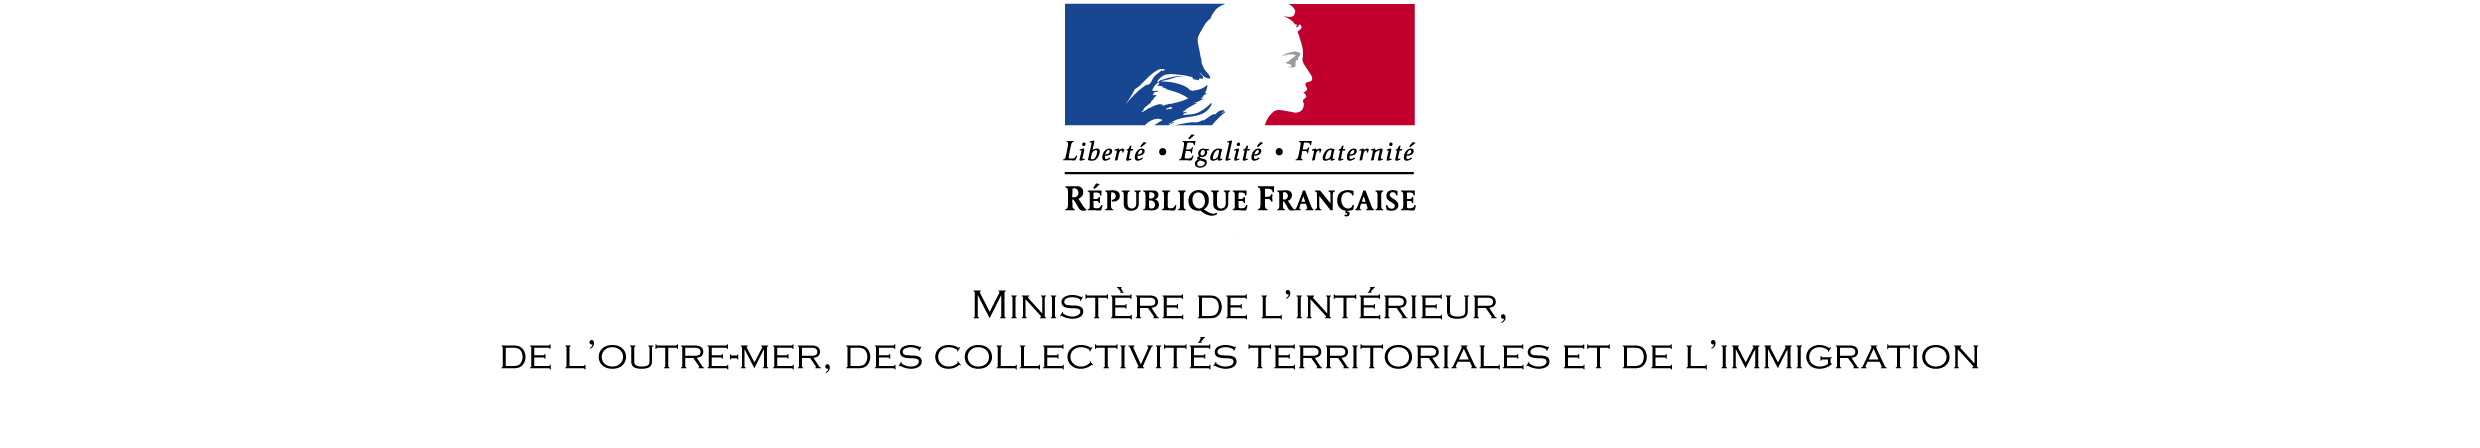 Liberté • Égalité • Fraternité
RÉPUBLIQUE FRANÇAISE
MINISTÈRE DE L’INTÉRIEUR,
DE L’OUTRE-MER, DES COLLECTIVITÉS TERRITORIALES ET DE L’IMMIGRATION